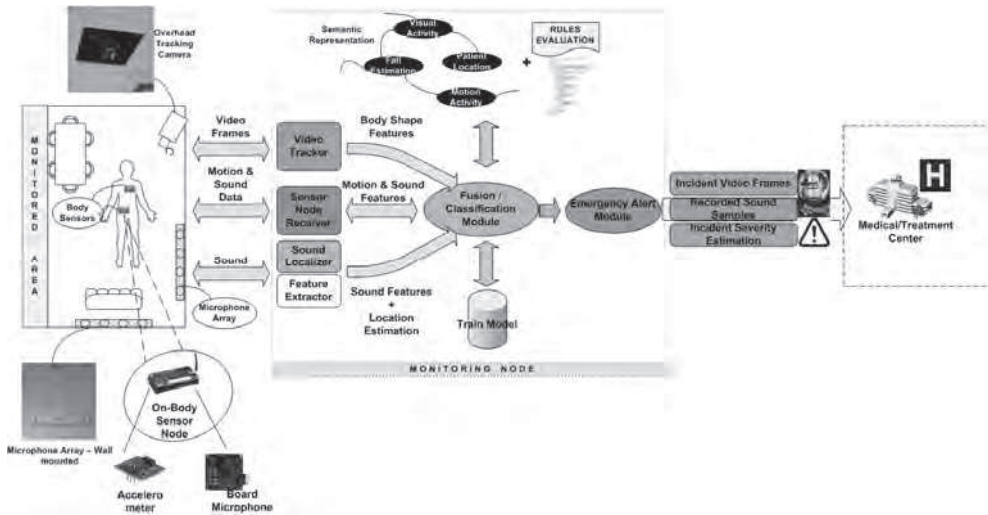 Overhead
Tracking
Camera
Semantic
Representation
Visual
Activity
Fall
Estimation
Patient
Location
Motion
Activity
+
RULES
EVALUATION
MONITORED AREA
Body
Sensors
Video
Frames
Motion &
Sound
Data
Sound
Microphone
Array
Video
Tracker
Sensor
Node
Receiver
Sound
Localizer
Feature
Extractor
Body Shape
Features
Motion & Sound
Features
Sound Features
+
Location
Estimation
Fusion /
Classification
Module
Train Model
Emergency Alert
Module
Incident Video Frames
Recorded Sound
Samples
Incident Severity
Estimation
H
Medical/Treatment
Center
MONITORING NODE
On-Body
Sensor
Node
Microphone Array – Wall
mounted
Accelero
meter
Board
Microphone